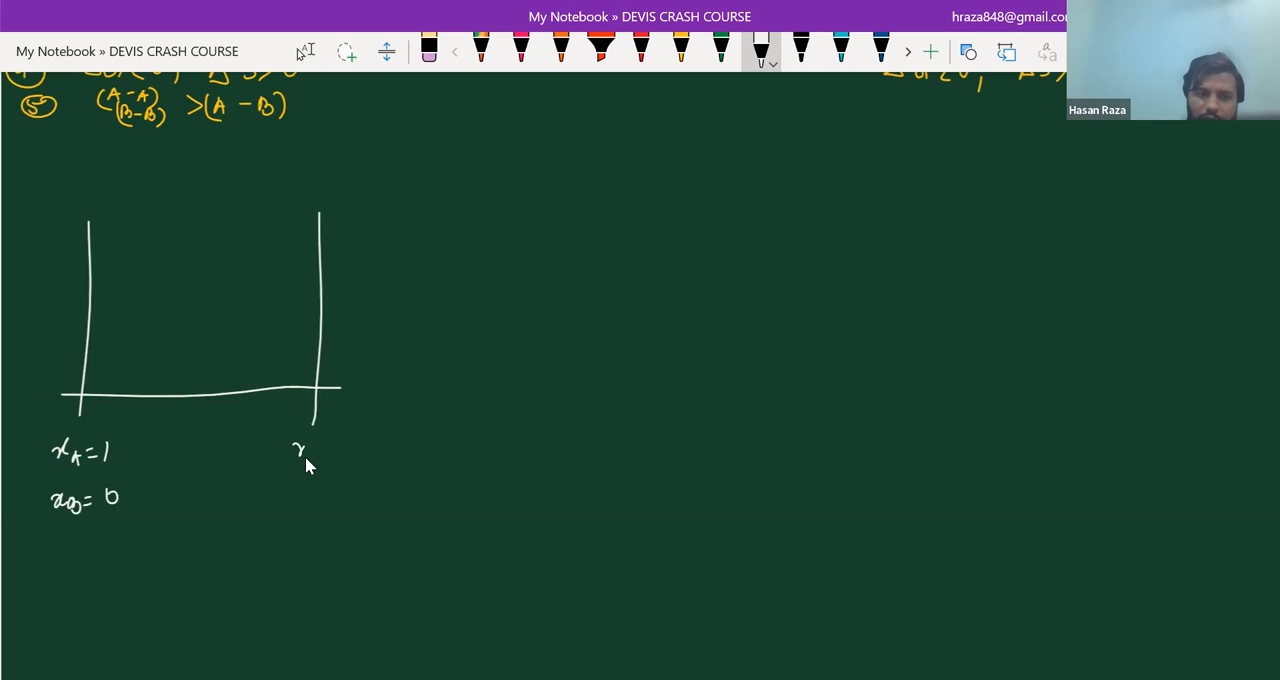 My Notebook » DEVIS CRASH COURSE
hraza848@gmail.co
My Notebook » DEVIS CRASH COURSE
Hasan Raza
⑤ (A-A) (B-B) >(A - B)
x_A = 1
x_B = 0